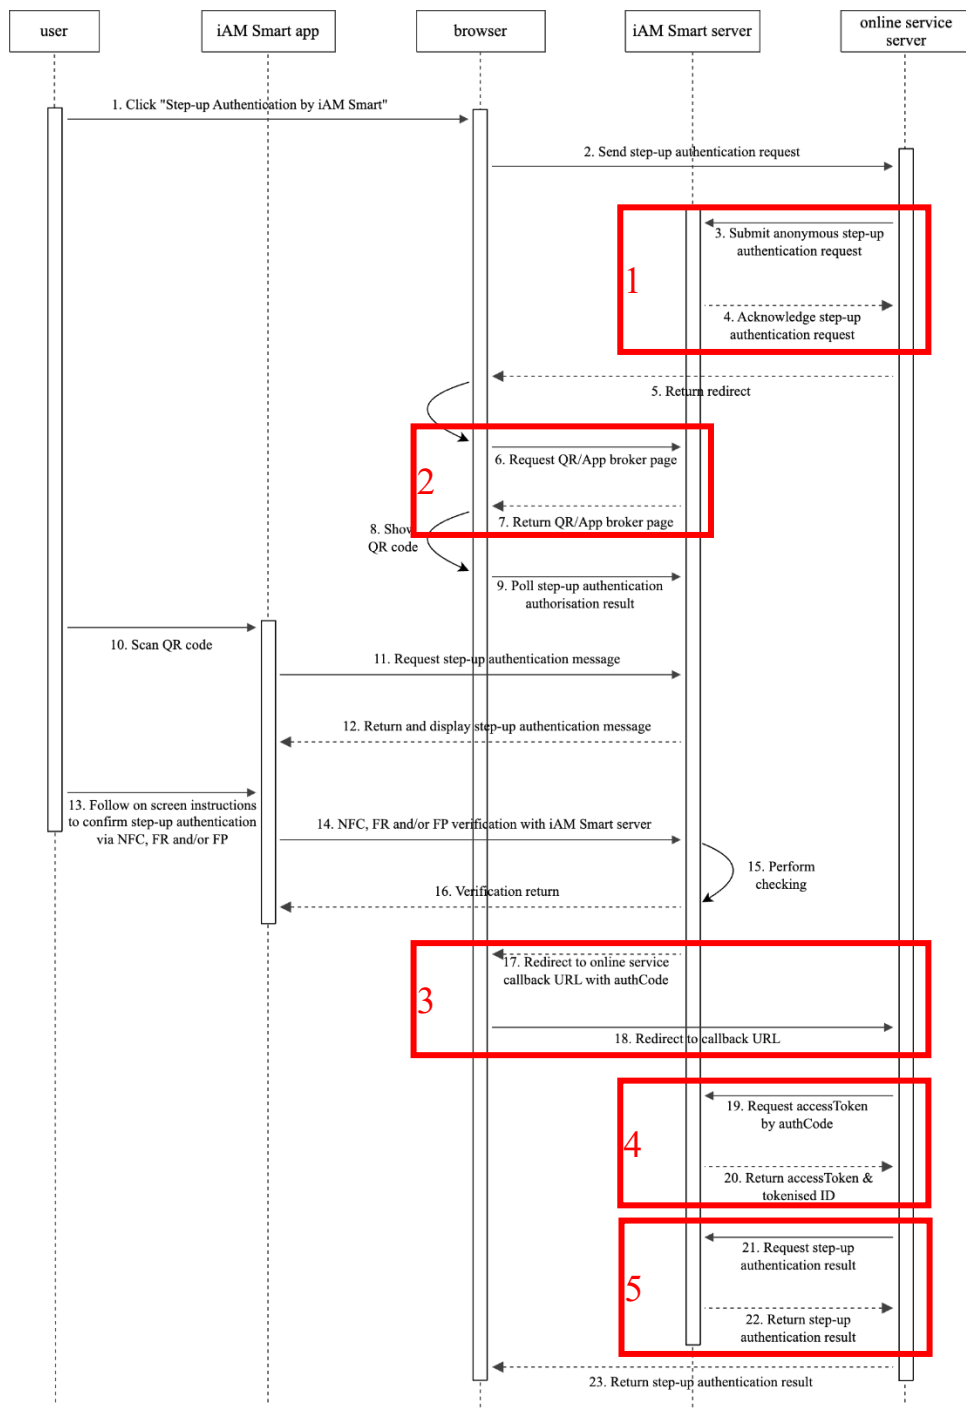 user
iAM Smart app
browser
iAM Smart server
online service
server
1. Click "Step-up Authentication by iAM Smart"
2. Send step-up authentication request
3. Submit anonymous step-up
authentication request
1
4. Acknowledge step-up
authentication request
5. Return redirect
6. Request QR/App broker page
2
7. Return QR/App broker page
8. Show
QR code
9. Poll step-up authentication
authorisation result
10. Scan QR code
11. Request step-up authentication message
12. Return and display step-up authentication message
13. Follow on screen instructions
to confirm step-up authentication
via NFC, FR and/or FP
14. NFC, FR and/or FP verification with iAM Smart server
15. Perform
checking
16. Verification return
17. Redirect to online service
callback URL with authCode
3
18. Redirect to callback URL
19. Request accessToken
by authCode
4
20. Return accessToken &
tokenised ID
21. Request step-up
authentication result
5
22. Return step-up
authentication result
23. Return step-up authentication result